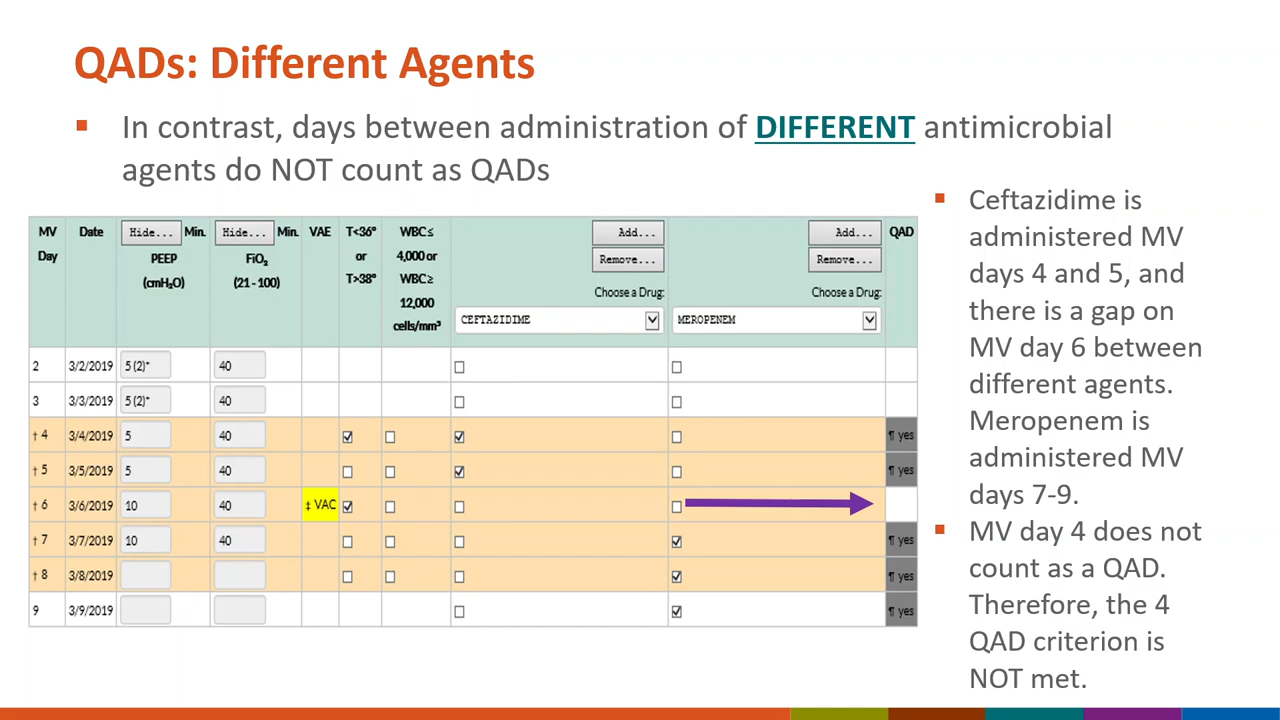 QADs: Different Agents
▪ In contrast, days between administration of DIFFERENT antimicrobial
agents do NOT count as QADs
MV Day | Date | Hide... Min. PEEP (cmH₂O) | Hide... Min. FiO₂ (21 - 100) | VAE | T<36° or T>38° | WBC≤ 4,000 or WBC≥ 12,000 cells/mm³ | Add... Remove... Choose a Drug: CEFTAZIDIME | Add... Remove... Choose a Drug: MEROPENEM | QAD
2 3/2/2019 5 (2)* 40 ☐ ☐
3 3/3/2019 5 (2)* 40 ☐ ☐
† 4 3/4/2019 5 40 ☑ ☐ ☑ ☐ ¶ yes
† 5 3/5/2019 5 40 ☐ ☐ ☑ ☐ ¶ yes
† 6 3/6/2019 10 40 ‡ VAC ☑ ☐ ☐ ☐
† 7 3/7/2019 10 40 ☐ ☐ ☐ ☑ ¶ yes
† 8 3/8/2019 ☐ ☐ ☐ ☑ ¶ yes
9 3/9/2019 ☐ ☑ ¶ yes
▪ Ceftazidime is
administered MV
days 4 and 5, and
there is a gap on
MV day 6 between
different agents.
Meropenem is
administered MV
days 7-9.
▪ MV day 4 does not
count as a QAD.
Therefore, the 4
QAD criterion is
NOT met.